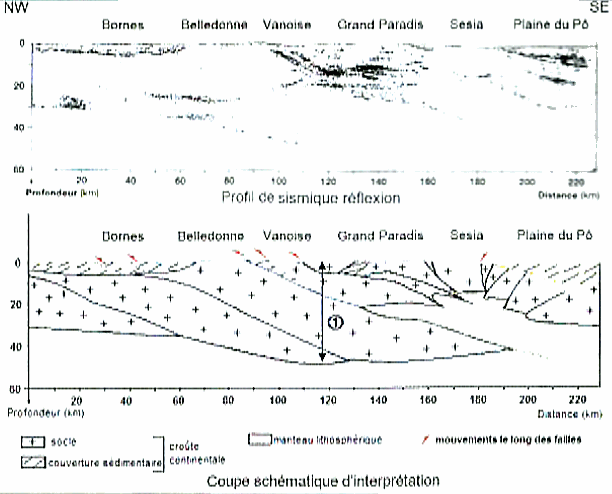 NW SE
Bornes Belledonne Vanoise Grand Paradis Sesia Plaine du Pô
0
20
40
60
0 20 40 60 80 100 120 140 160 180 200 220
Profondeur (km) Profil de sismique réflexion Distance (km)
Bornes Belledonne Vanoise Grand Paradis Sesia Plaine du Pô
0
20
40
60
1
0 20 40 60 80 100 120 140 160 180 200 220
Profondeur (km) Distance (km)
socle
couverture sédimentaire
croûte
continentale
manteau lithosphérique
mouvements le long des failles
Coupe schématique d'interprétation